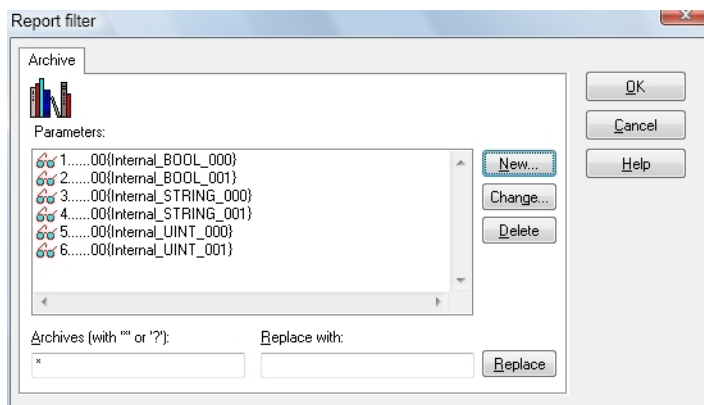 Report filter
Archive
Parameters:
1......00{Internal_BOOL_000}
2......00{Internal_BOOL_001}
3......00{Internal_STRING_000}
4......00{Internal_STRING_001}
5......00{Internal_UINT_000}
6......00{Internal_UINT_001}
New...
Change...
Delete
OK
Cancel
Help
Archives (with '*' or '?'):
*
Replace with:
Replace